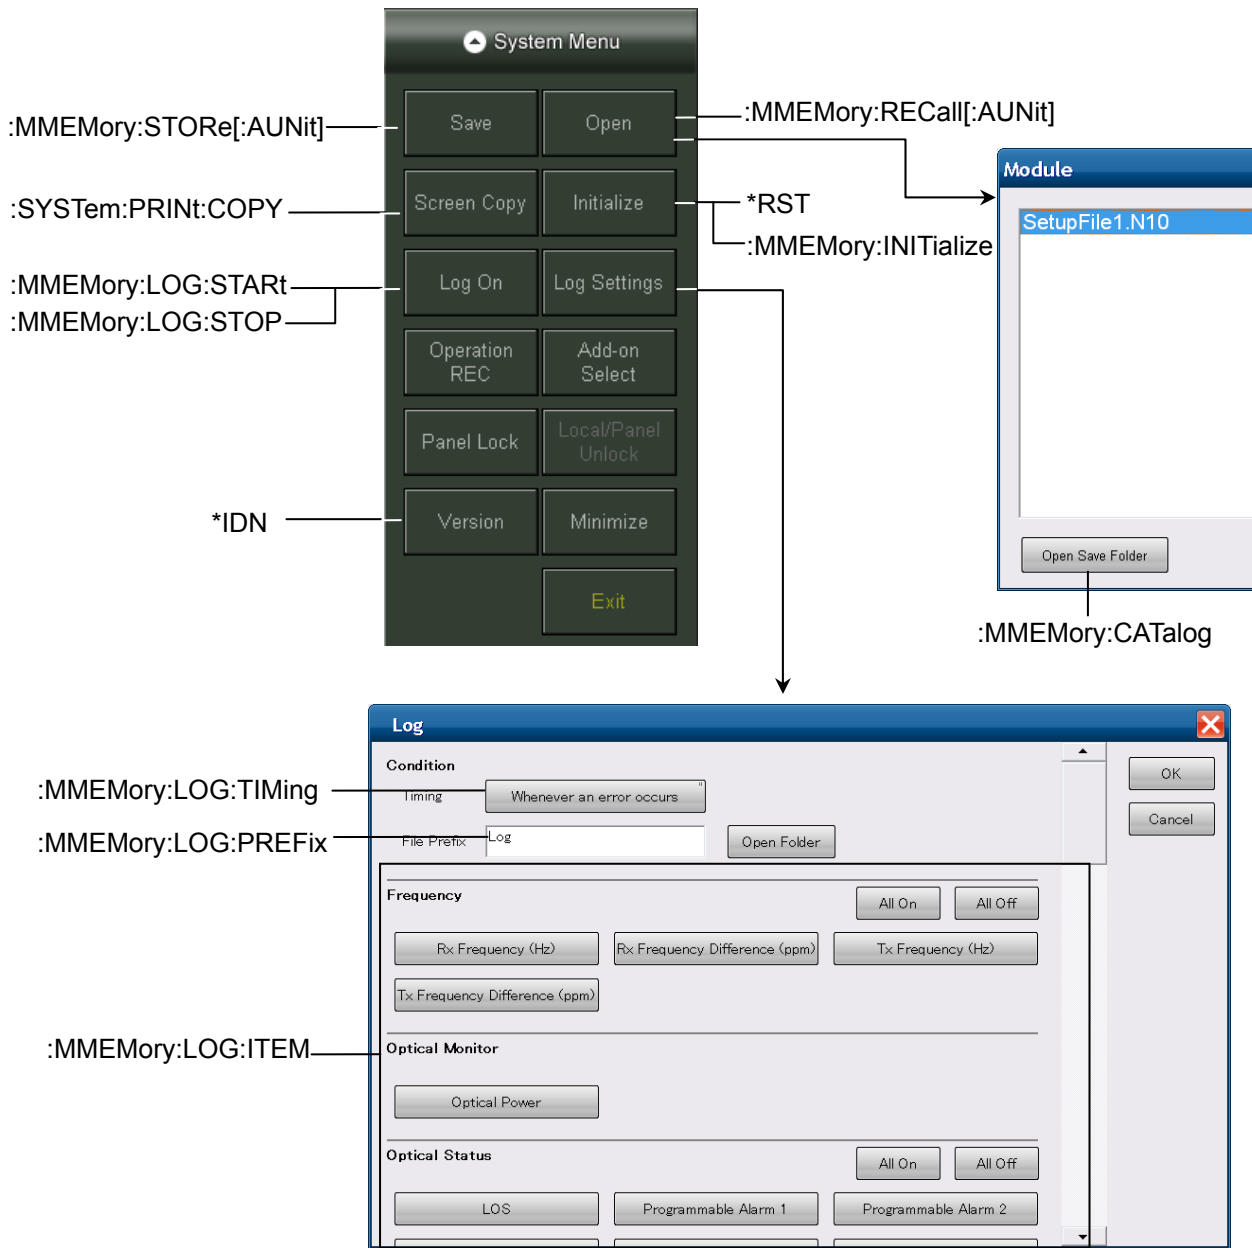 System Menu
:MMEMory:STORe[:AUNit]
Save
Open
:MMEMory:RECall[:AUNit]
Module
SetupFile1.N10
:SYSTem:PRINt:COPY
Screen Copy
Initialize
*RST
:MMEMory:INITialize
:MMEMory:LOG:STARt
:MMEMory:LOG:STOP
Log On
Log Settings
Operation
REC
Add-on
Select
Panel Lock
Local/Panel
Unlock
*IDN
Version
Minimize
Open Save Folder
Exit
:MMEMory:CATalog
Log
Condition
OK
:MMEMory:LOG:TIMing
Timing
Whenever an error occurs
Cancel
:MMEMory:LOG:PREFix
File Prefix
Log
Open Folder
Frequency
All On
All Off
Rx Frequency (Hz)
Rx Frequency Difference (ppm)
Tx Frequency (Hz)
Tx Frequency Difference (ppm)
:MMEMory:LOG:ITEM
Optical Monitor
Optical Power
Optical Status
All On
All Off
LOS
Programmable Alarm 1
Programmable Alarm 2